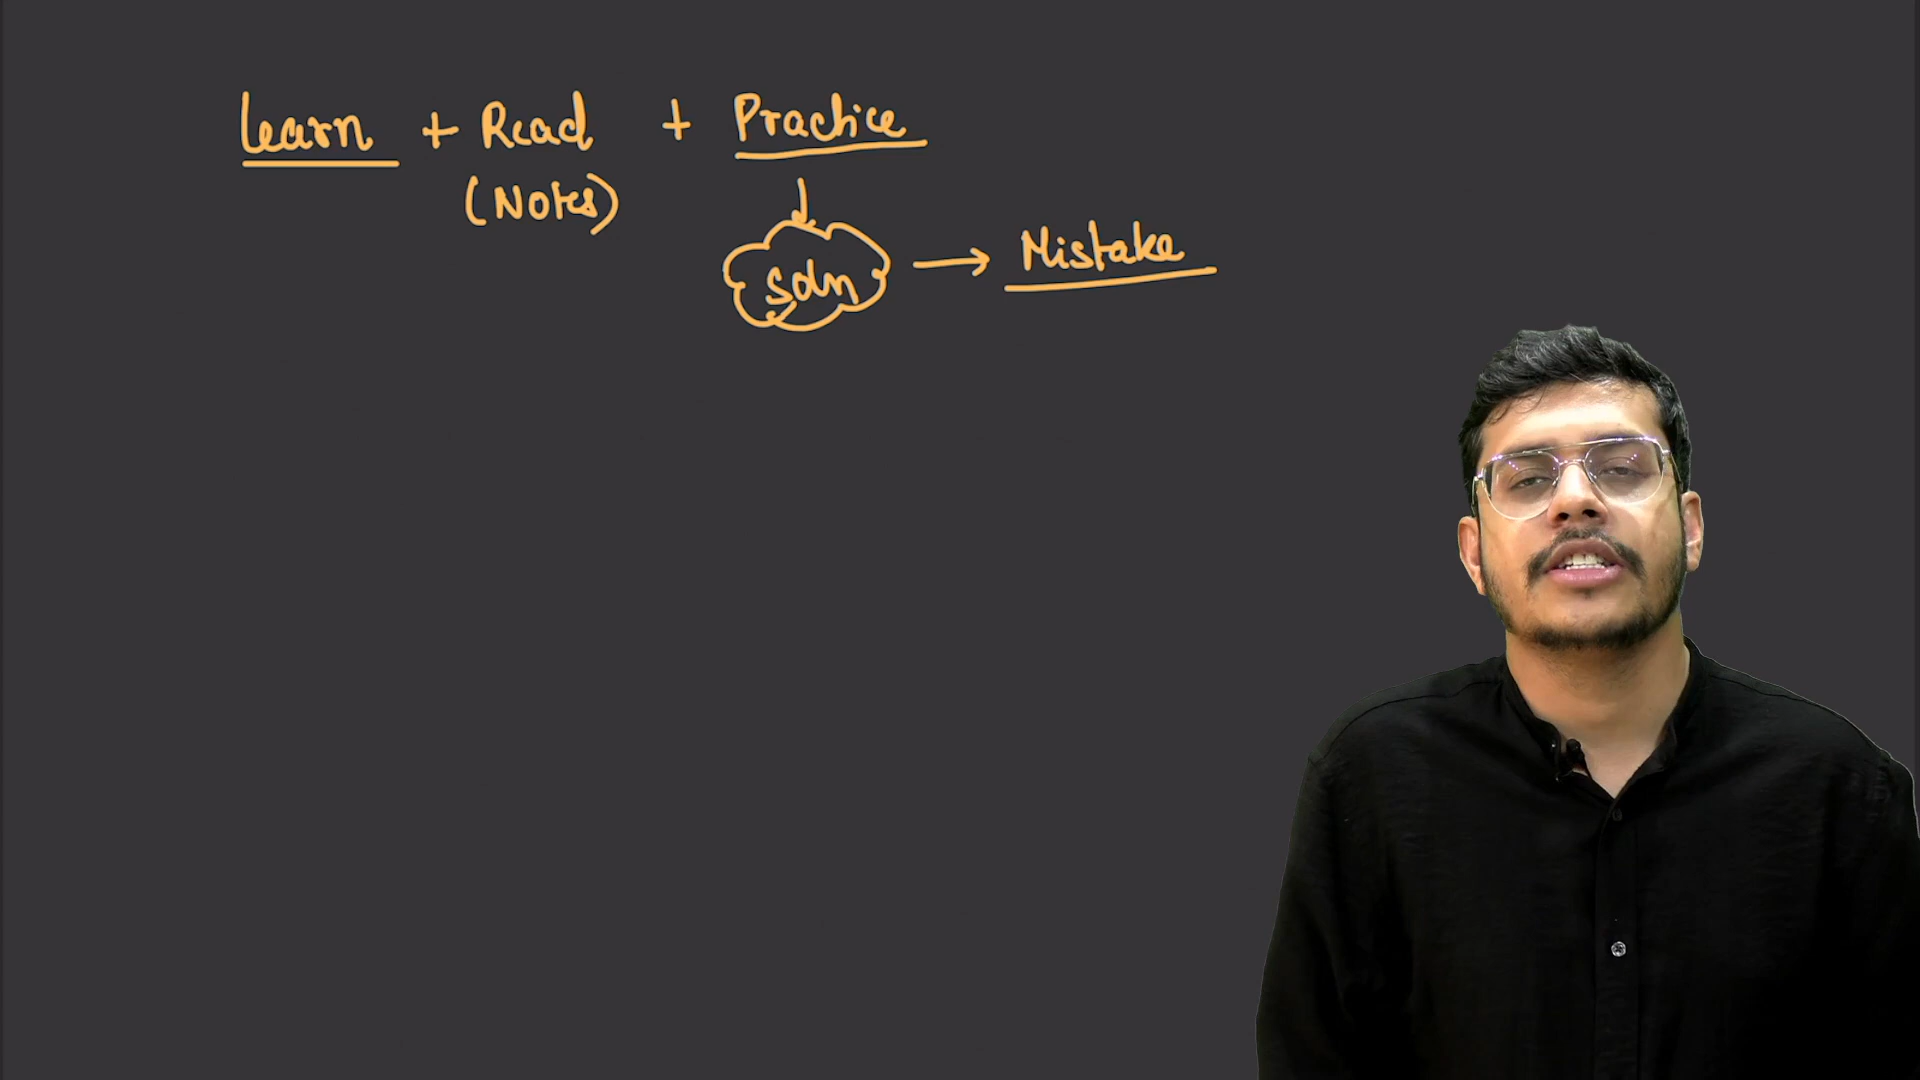 Learn + Read + Practice
(Notes)
soln → Mistake